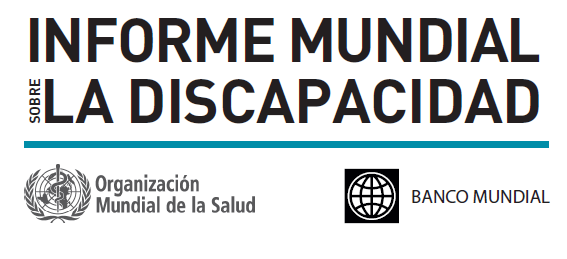 INFORME MUNDIAL
SOBRE
LA DISCAPACIDAD
Organización
Mundial de la Salud
BANCO MUNDIAL